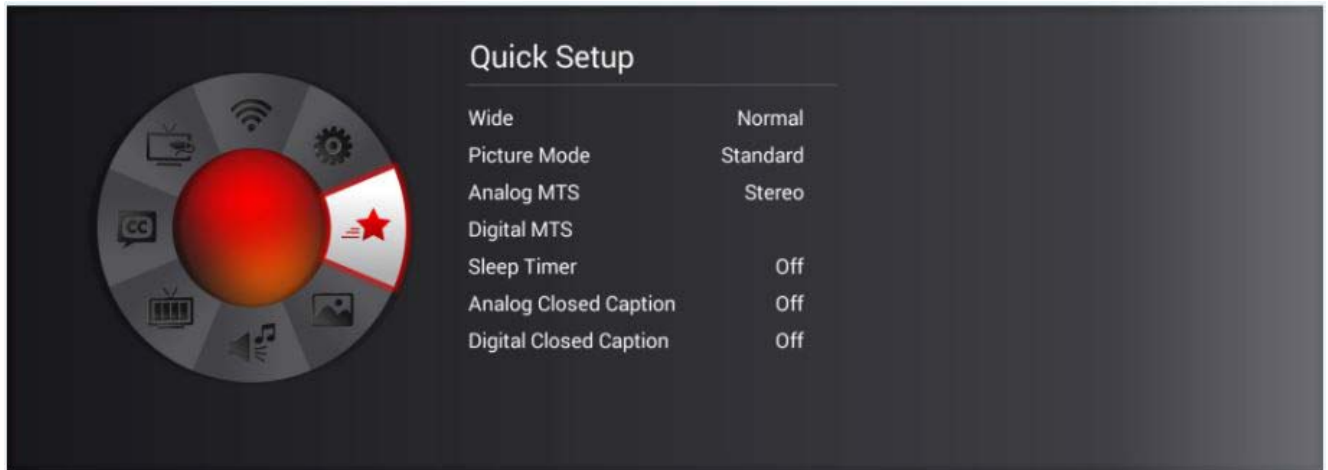 Quick Setup
Wide Normal
Picture Mode Standard
Analog MTS Stereo
Digital MTS
Sleep Timer Off
Analog Closed Caption Off
Digital Closed Caption Off
CC